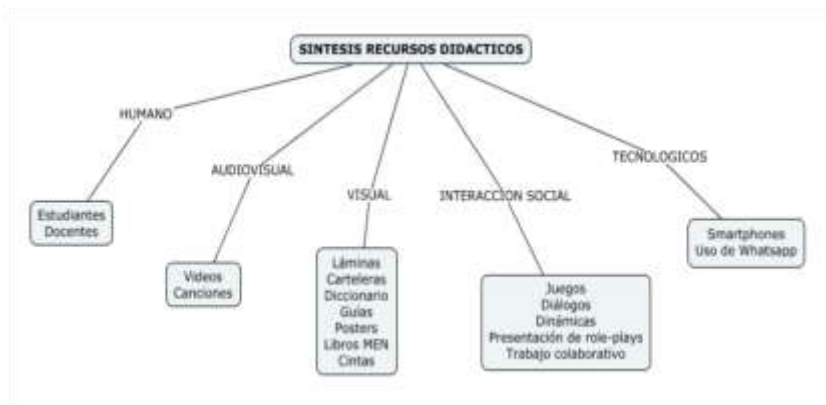 SINTESIS RECURSOS DIDACTICOS
HUMANO
Estudiantes
Docentes
AUDIOVISUAL
Videos
Canciones
VISUAL
Láminas
Carteleras
Diccionario
Guías
Posters
Libros MEN
Cintas
INTERACCION SOCIAL
Juegos
Diálogos
Dinámicas
Presentación de role-plays
Trabajo colaborativo
TECNOLOGICOS
Smartphones
Uso de Whatsapp